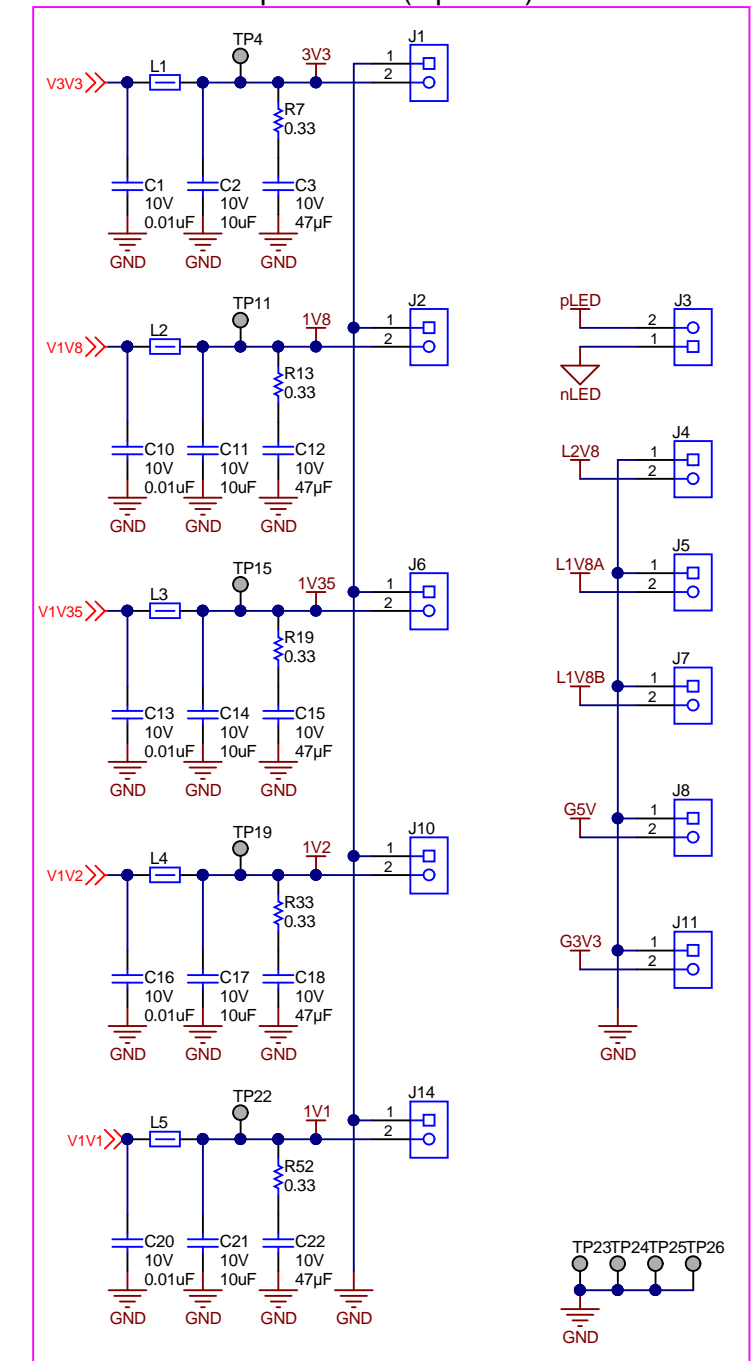 TP4
J1
L1
3V3
1
V3V3
2
R7
0.33
C1
C2
C3
10V
10V
10V
0.01uF
10uF
47µF
GND
GND
GND
TP11
J2
L2
1V8
1
V1V8
2
R13
0.33
C10
C11
C12
10V
10V
10V
0.01uF
10uF
47µF
GND
GND
GND
TP15
J6
L3
1V35
1
V1V35
2
R19
0.33
C13
C14
C15
10V
10V
10V
0.01uF
10uF
47µF
GND
GND
GND
TP19
J10
L4
1V2
1
V1V2
2
R33
0.33
C16
C17
C18
10V
10V
10V
0.01uF
10uF
47µF
GND
GND
GND
TP22
J14
L5
1V1
1
V1V1
2
R52
0.33
C20
C21
C22
10V
10V
10V
0.01uF
10uF
47µF
GND
GND
GND
GND
pLED
J3
2
1
nLED
J4
L2V8
1
2
J5
L1V8A
1
2
J7
L1V8B
1
2
J8
G5V
1
2
J11
G3V3
1
2
GND
TP23
TP24
TP25
TP26
GND